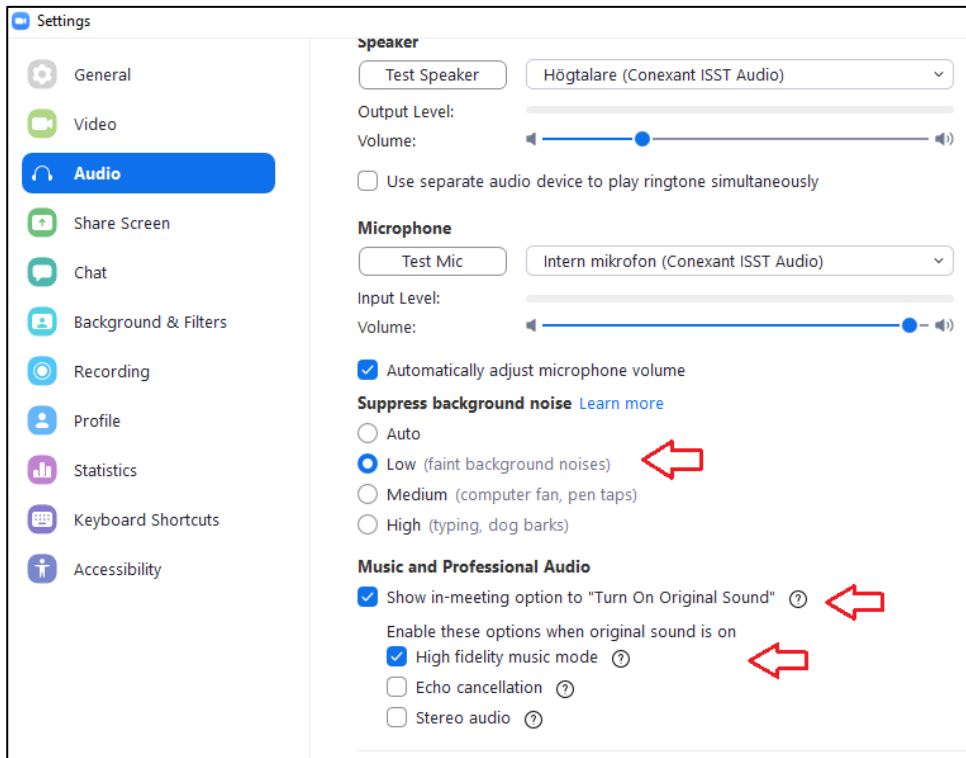 Settings
General
Video
Audio
Share Screen
Chat
Background & Filters
Recording
Profile
Statistics
Keyboard Shortcuts
Accessibility
Speaker
Test Speaker
Högtalare (Conexant ISST Audio)
Output Level:
Volume:
Use separate audio device to play ringtone simultaneously
Microphone
Test Mic
Intern mikrofon (Conexant ISST Audio)
Input Level:
Volume:
Automatically adjust microphone volume
Suppress background noise Learn more
Auto
Low (faint background noises)
Medium (computer fan, pen taps)
High (typing, dog barks)
Music and Professional Audio
Show in-meeting option to "Turn On Original Sound" ?
Enable these options when original sound is on
High fidelity music mode ?
Echo cancellation ?
Stereo audio ?